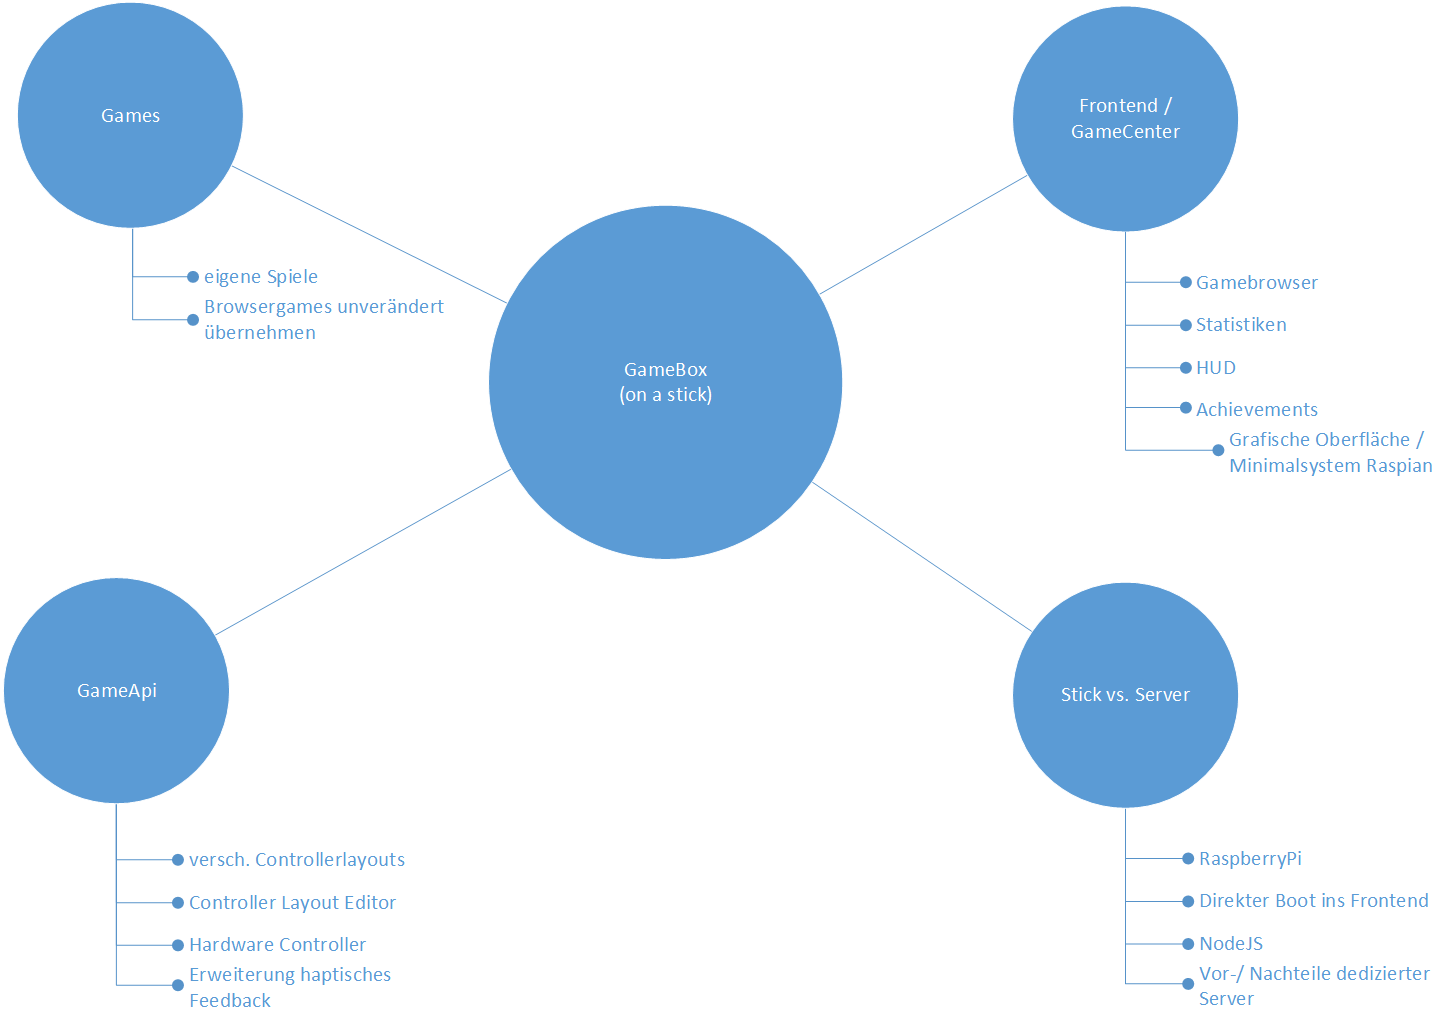 Games
eigene Spiele
Browsergames unverändert
übernehmen
Frontend /
GameCenter
Gamebrowser
Statistiken
HUD
Achievements
Grafische Oberfläche /
Minimalsystem Raspian
GameBox
(on a stick)
GameApi
versch. Controllerlayouts
Controller Layout Editor
Hardware Controller
Erweiterung haptisches
Feedback
Stick vs. Server
RaspberryPi
Direkter Boot ins Frontend
NodeJS
Vor-/ Nachteile dedizierter
Server